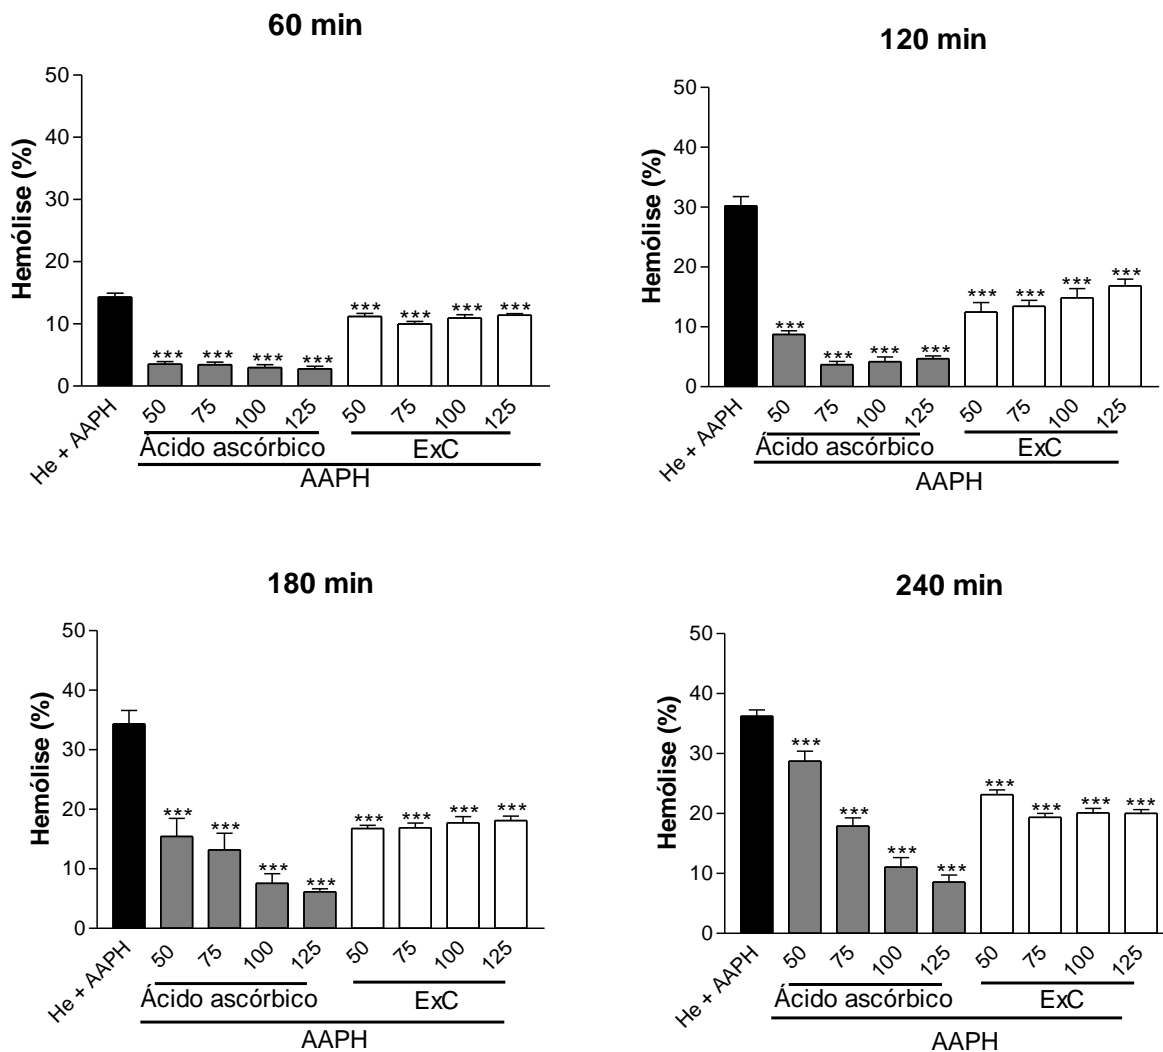 60 min
Hemólise (%)
50
40
30
20
10
0
*** *** *** *** *** *** *** ***
He + AAPH 50 75 100 125 50 75 100 125
Ácido ascórbico ExC
AAPH
120 min
Hemólise (%)
50
40
30
20
10
0
*** *** *** *** *** *** *** ***
He + AAPH 50 75 100 125 50 75 100 125
Ácido ascórbico ExC
AAPH
180 min
Hemólise (%)
50
40
30
20
10
0
*** *** *** *** *** *** *** ***
He + AAPH 50 75 100 125 50 75 100 125
Ácido ascórbico ExC
AAPH
240 min
Hemólise (%)
50
40
30
20
10
0
*** *** *** *** *** *** *** ***
He + AAPH 50 75 100 125 50 75 100 125
Ácido ascórbico ExC
AAPH